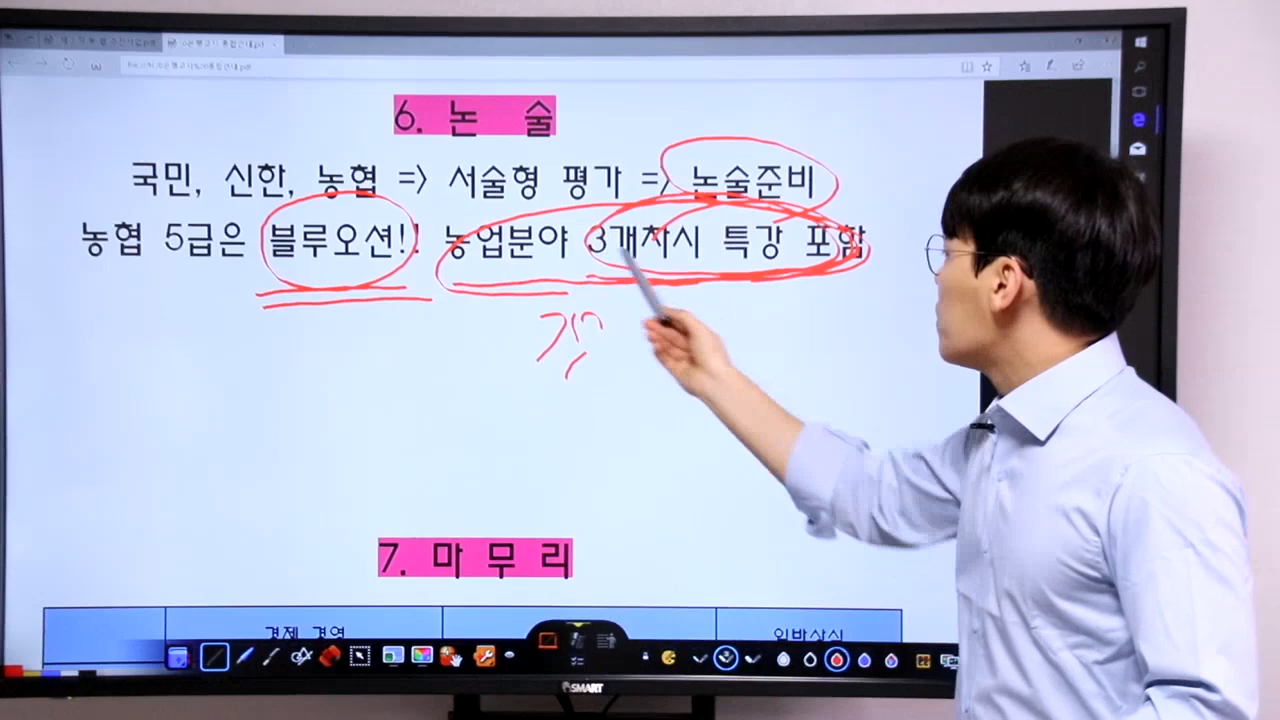 6. 논 술
국민, 신한, 농협 => 서술형 평가 => 논술준비
농협 5급은 블루오션!! 농업분야 3개차시 특강 포함
7. 마 무 리
경제 경영
일반상식
SMART